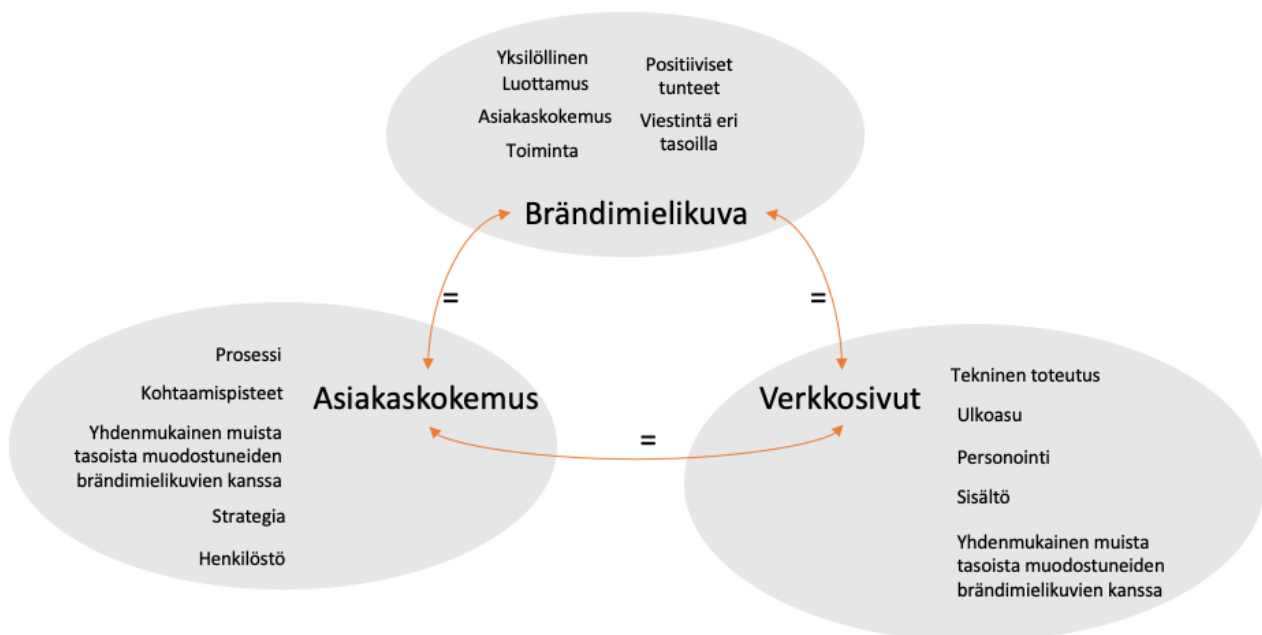 Yksilöllinen
Luottamus
Asiakaskokemus
Toiminta
Positiiviset
tunteet
Viestintä eri
tasoilla
Brändimielikuva
=
=
Prosessi
Kohtaamispisteet
Yhdenmukainen muista
tasoista muodostuneiden
brändimielikuvien kanssa
Strategia
Henkilöstö
Asiakaskokemus
=
Verkkosivut
Tekninen toteutus
Ulkoasu
Personointi
Sisältö
Yhdenmukainen muista
tasoista muodostuneiden
brändimielikuvien kanssa